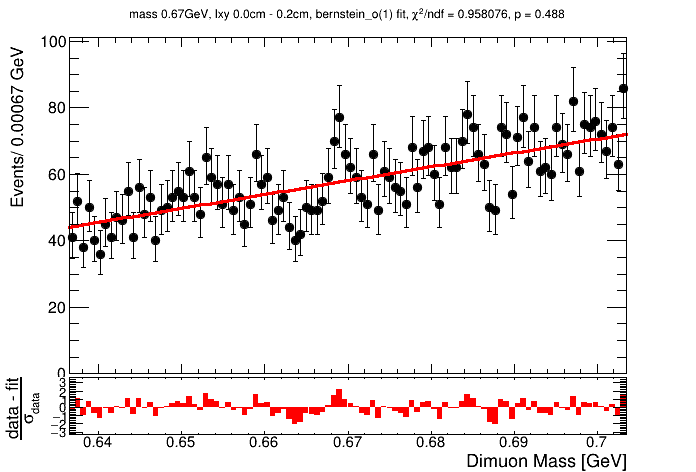 mass 0.67GeV, lxy 0.0cm - 0.2cm, bernstein_o(1) fit, χ²/ndf = 0.958076, p = 0.488
Events/ 0.00067 GeV
100
80
60
40
20
0
data - fit
σdata
3
2
1
0
−1
−2
−3
0.64 0.65 0.66 0.67 0.68 0.69 0.7
Dimuon Mass [GeV]